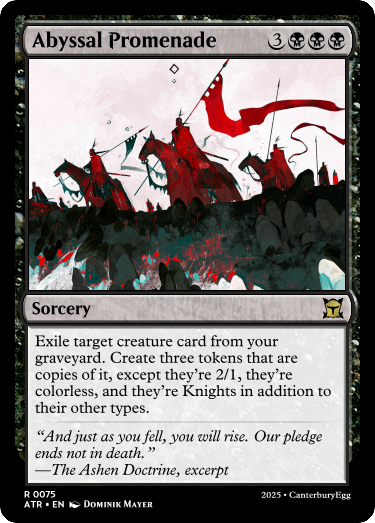 Abyssal Promenade 3
Sorcery
Exile target creature card from your
graveyard. Create three tokens that are
copies of it, except they’re 2/1, they’re
colorless, and they’re Knights in addition to
their other types.
“And just as you fell, you will rise. Our pledge
ends not in death.”
—The Ashen Doctrine, excerpt
R 0075
ATR • EN Dominik Mayer
2025 • CanterburyEgg